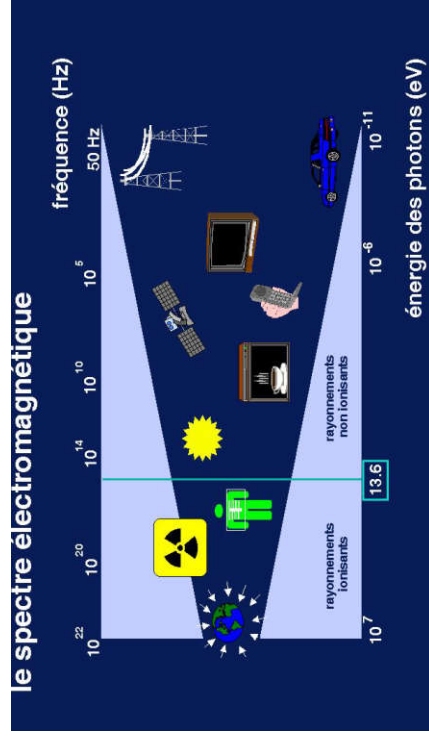 le spectre électromagnétique
fréquence (Hz)
10 22
10 20
10 14
10 10
10 5
50 Hz
rayonnements
ionisants
rayonnements
non ionisants
10 7
13.6
10 -6
10 -11
énergie des photons (eV)